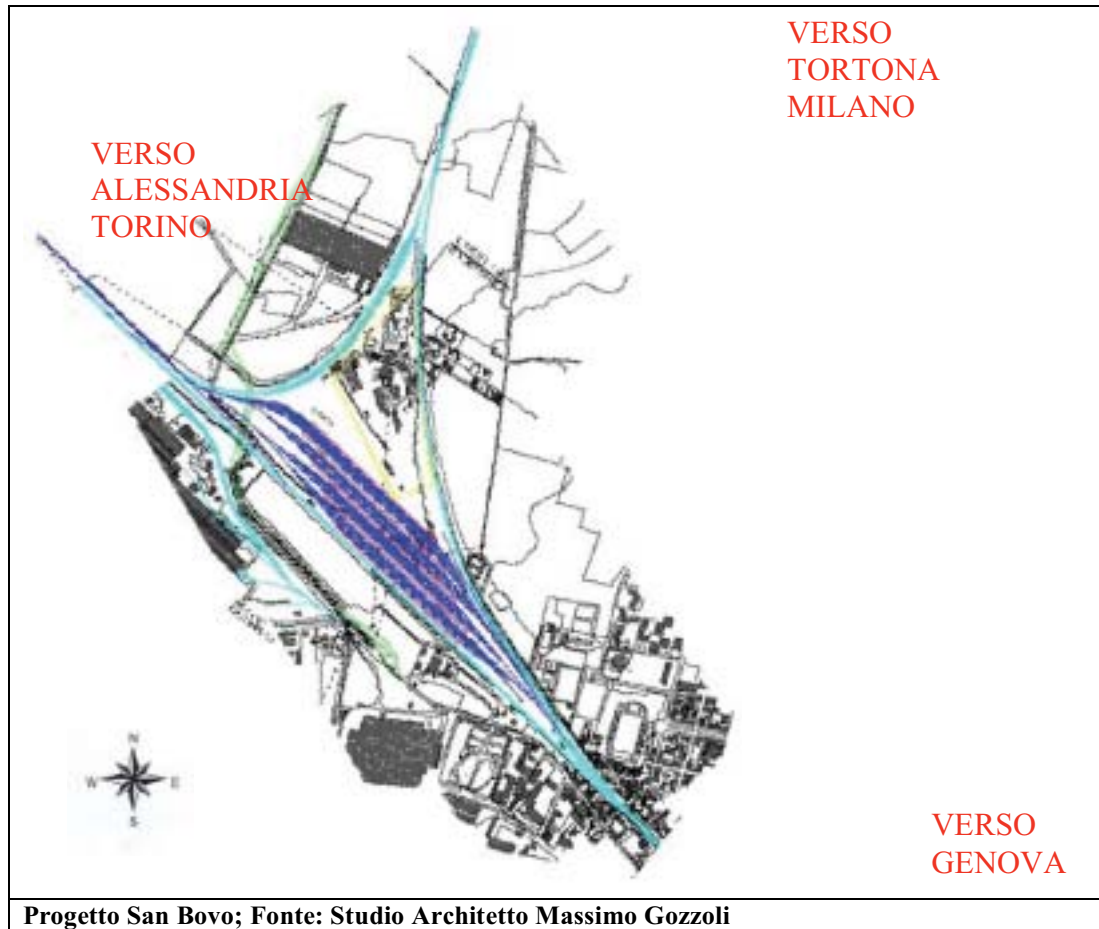 VERSO
TORTONA
MILANO
VERSO
ALESSANDRIA
TORINO
N
W E
S
VERSO
GENOVA
Progetto San Bovo; Fonte: Studio Architetto Massimo Gozzoli